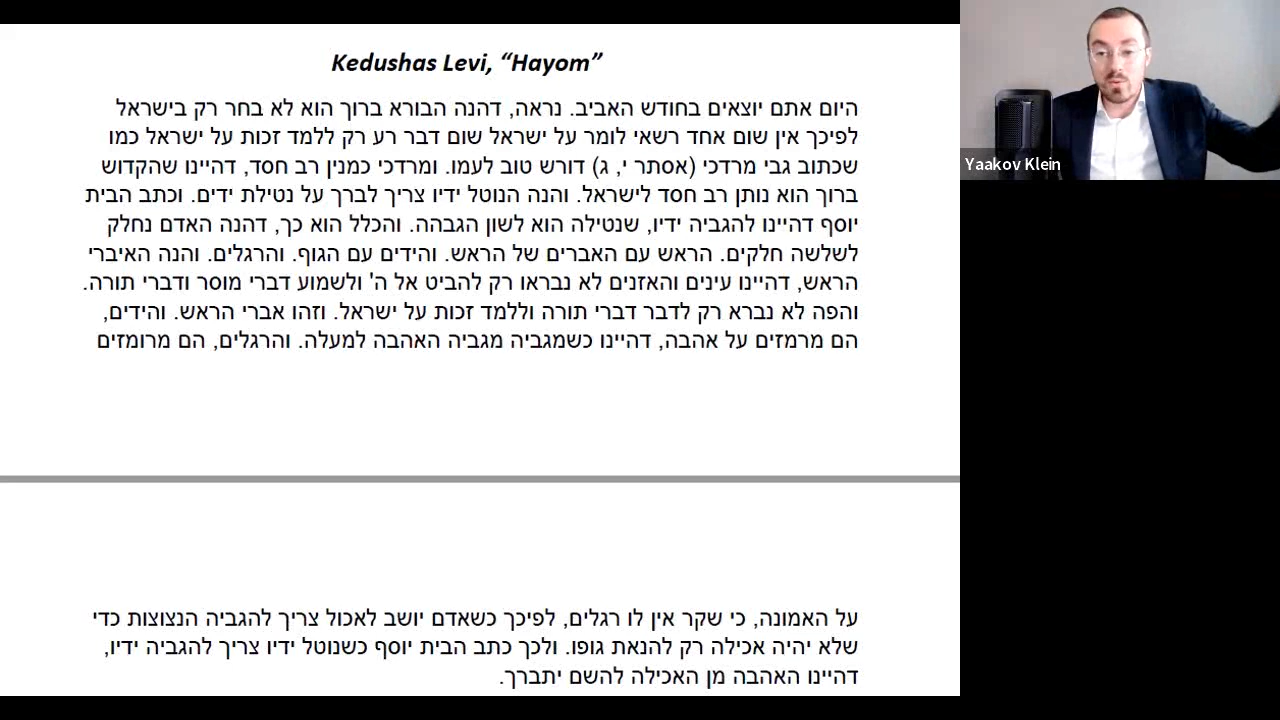 Kedushas Levi, “Hayom”
היום אתם יוצאים בחודש האביב. נראה, דהנה הבורא ברוך הוא לא בחר רק בישראל
לפיכך אין שום אחד רשאי לומר על ישראל שום דבר רע רק ללמד זכות על ישראל כמו
שכתוב גבי מרדכי (אסתר י, ג) דורש טוב לעמו. ומרדכי כמנין רב חסד, דהיינו שהקדוש
ברוך הוא נותן רב חסד לישראל. והנה הנוטל ידיו צריך לברך על נטילת ידים. וכתב הבית
יוסף דהיינו להגביה ידיו, שנטילה הוא לשון הגבהה. והכלל הוא כך, דהנה האדם נחלק
לשלשה חלקים. הראש עם האברים של הראש. והידים עם הגוף. והרגלים. והנה האיברי
הראש, דהיינו עינים והאזנים לא נבראו רק להביט אל ה' ולשמוע דברי מוסר ודברי תורה.
והפה לא נברא רק לדבר דברי תורה וללמד זכות על ישראל. וזהו אברי הראש. והידים,
הם מרמזים על אהבה, דהיינו כשמגביה מגביה האהבה למעלה. והרגלים, הם מרומזים
על האמונה, כי שקר אין לו רגלים, לפיכך כשאדם יושב לאכול צריך להגביה הנצוצות כדי
שלא יהיה אכילה רק להנאת גופו. ולכך כתב הבית יוסף כשנוטל ידיו צריך להגביה ידיו,
דהיינו האהבה מן האכילה להשם יתברך.
Yaakov Klein